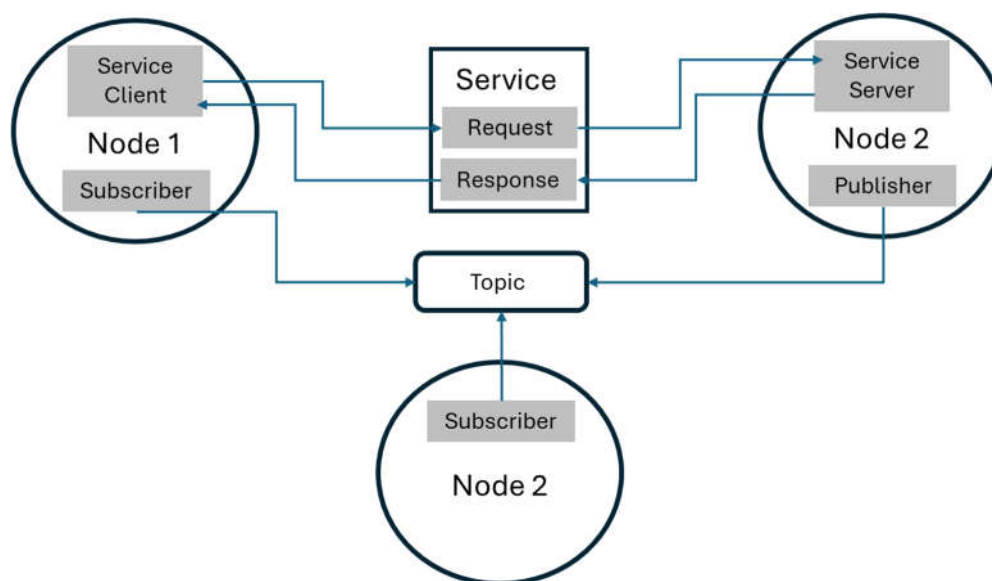 Service
Client
Node 1
Subscriber
Service
Request
Response
Service
Server
Node 2
Publisher
Topic
Subscriber
Node 2